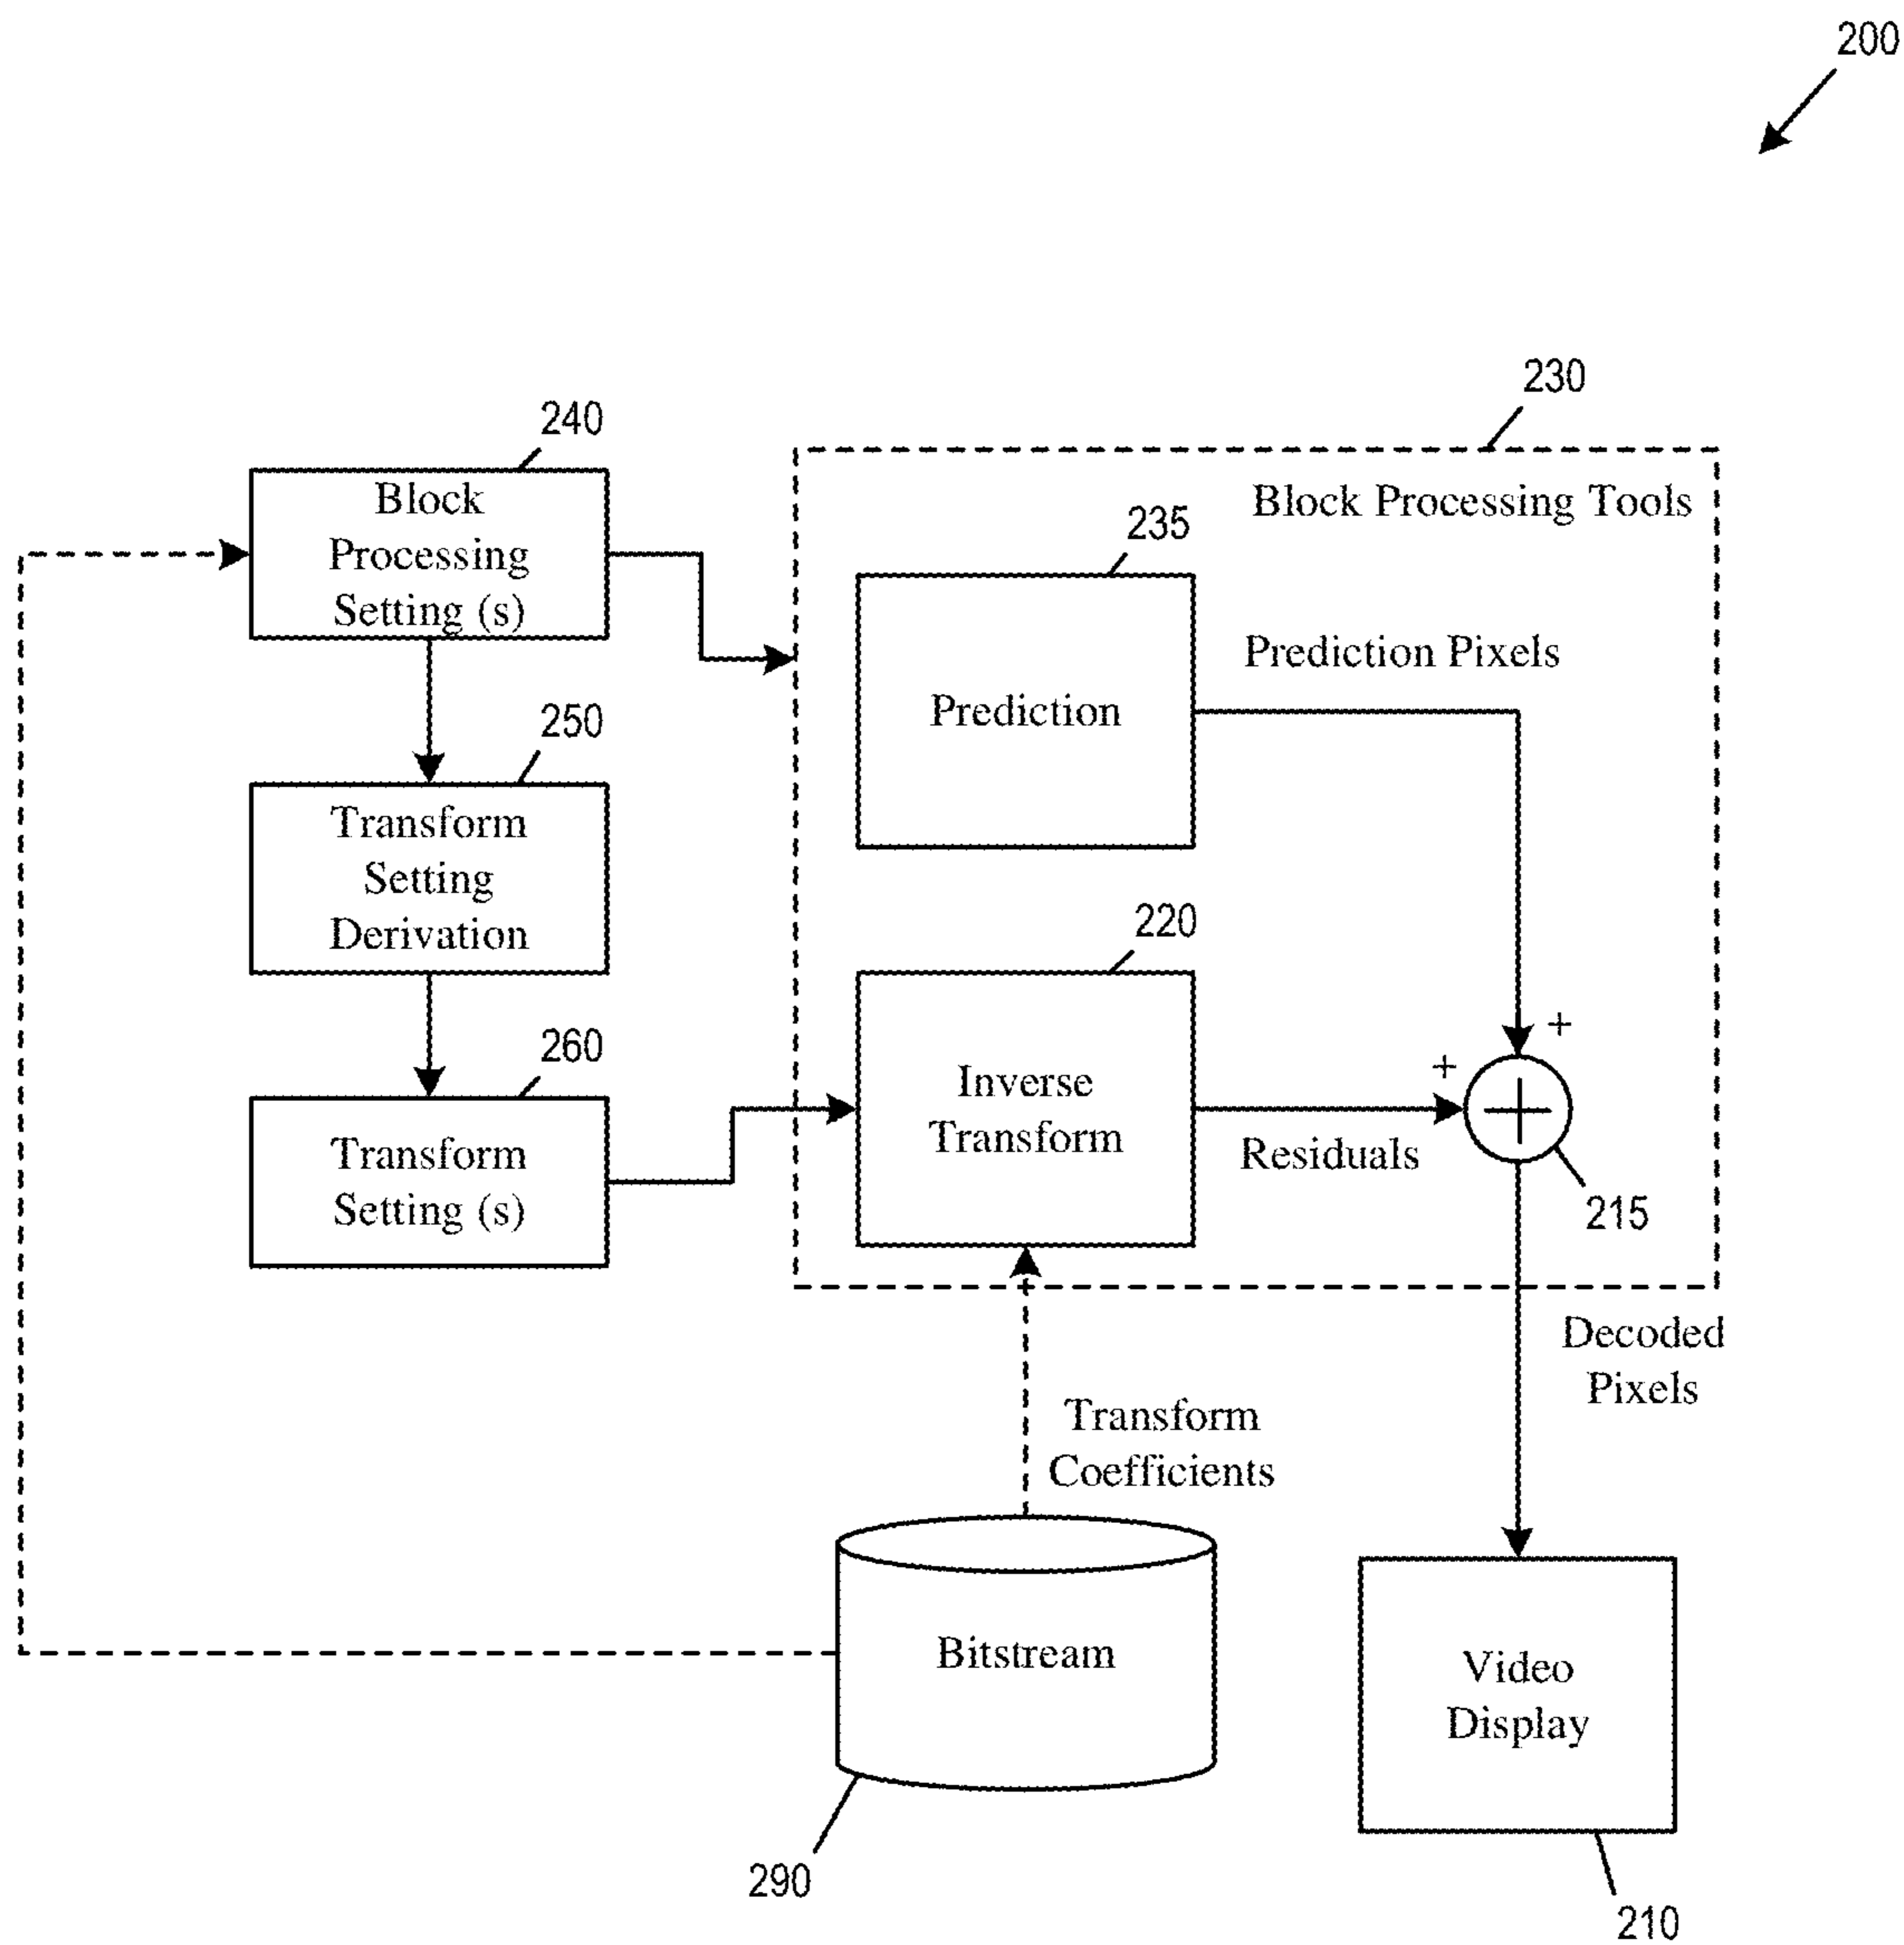 200
230
240
Block
Processing
Setting (s)
Block Processing Tools
235
Prediction
Prediction Pixels
250
Transform
Setting
Derivation
220
Inverse
Transform
+
+
Residuals
215
260
Transform
Setting (s)
Decoded
Pixels
Transform
Coefficients
Bitstream
290
Video
Display
210